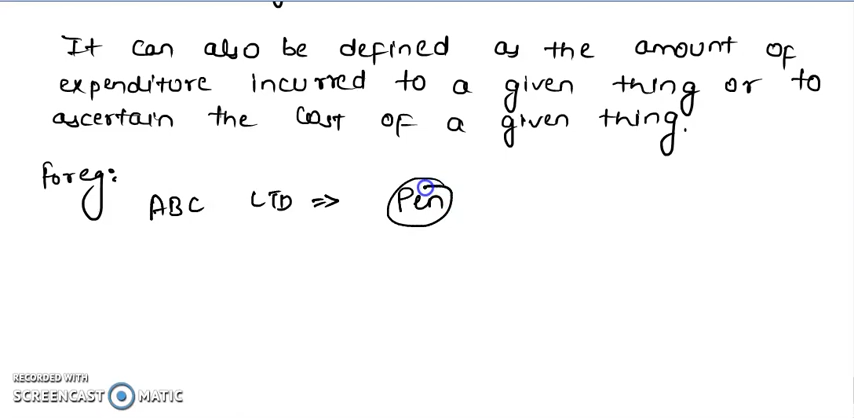 It can also be defined as the amount of
expenditure incurred to a given thing or to
ascertain the cost of a given thing.
For eg:
ABC LTD => Pen
RECORDED WITH
SCREENCAST MATIC